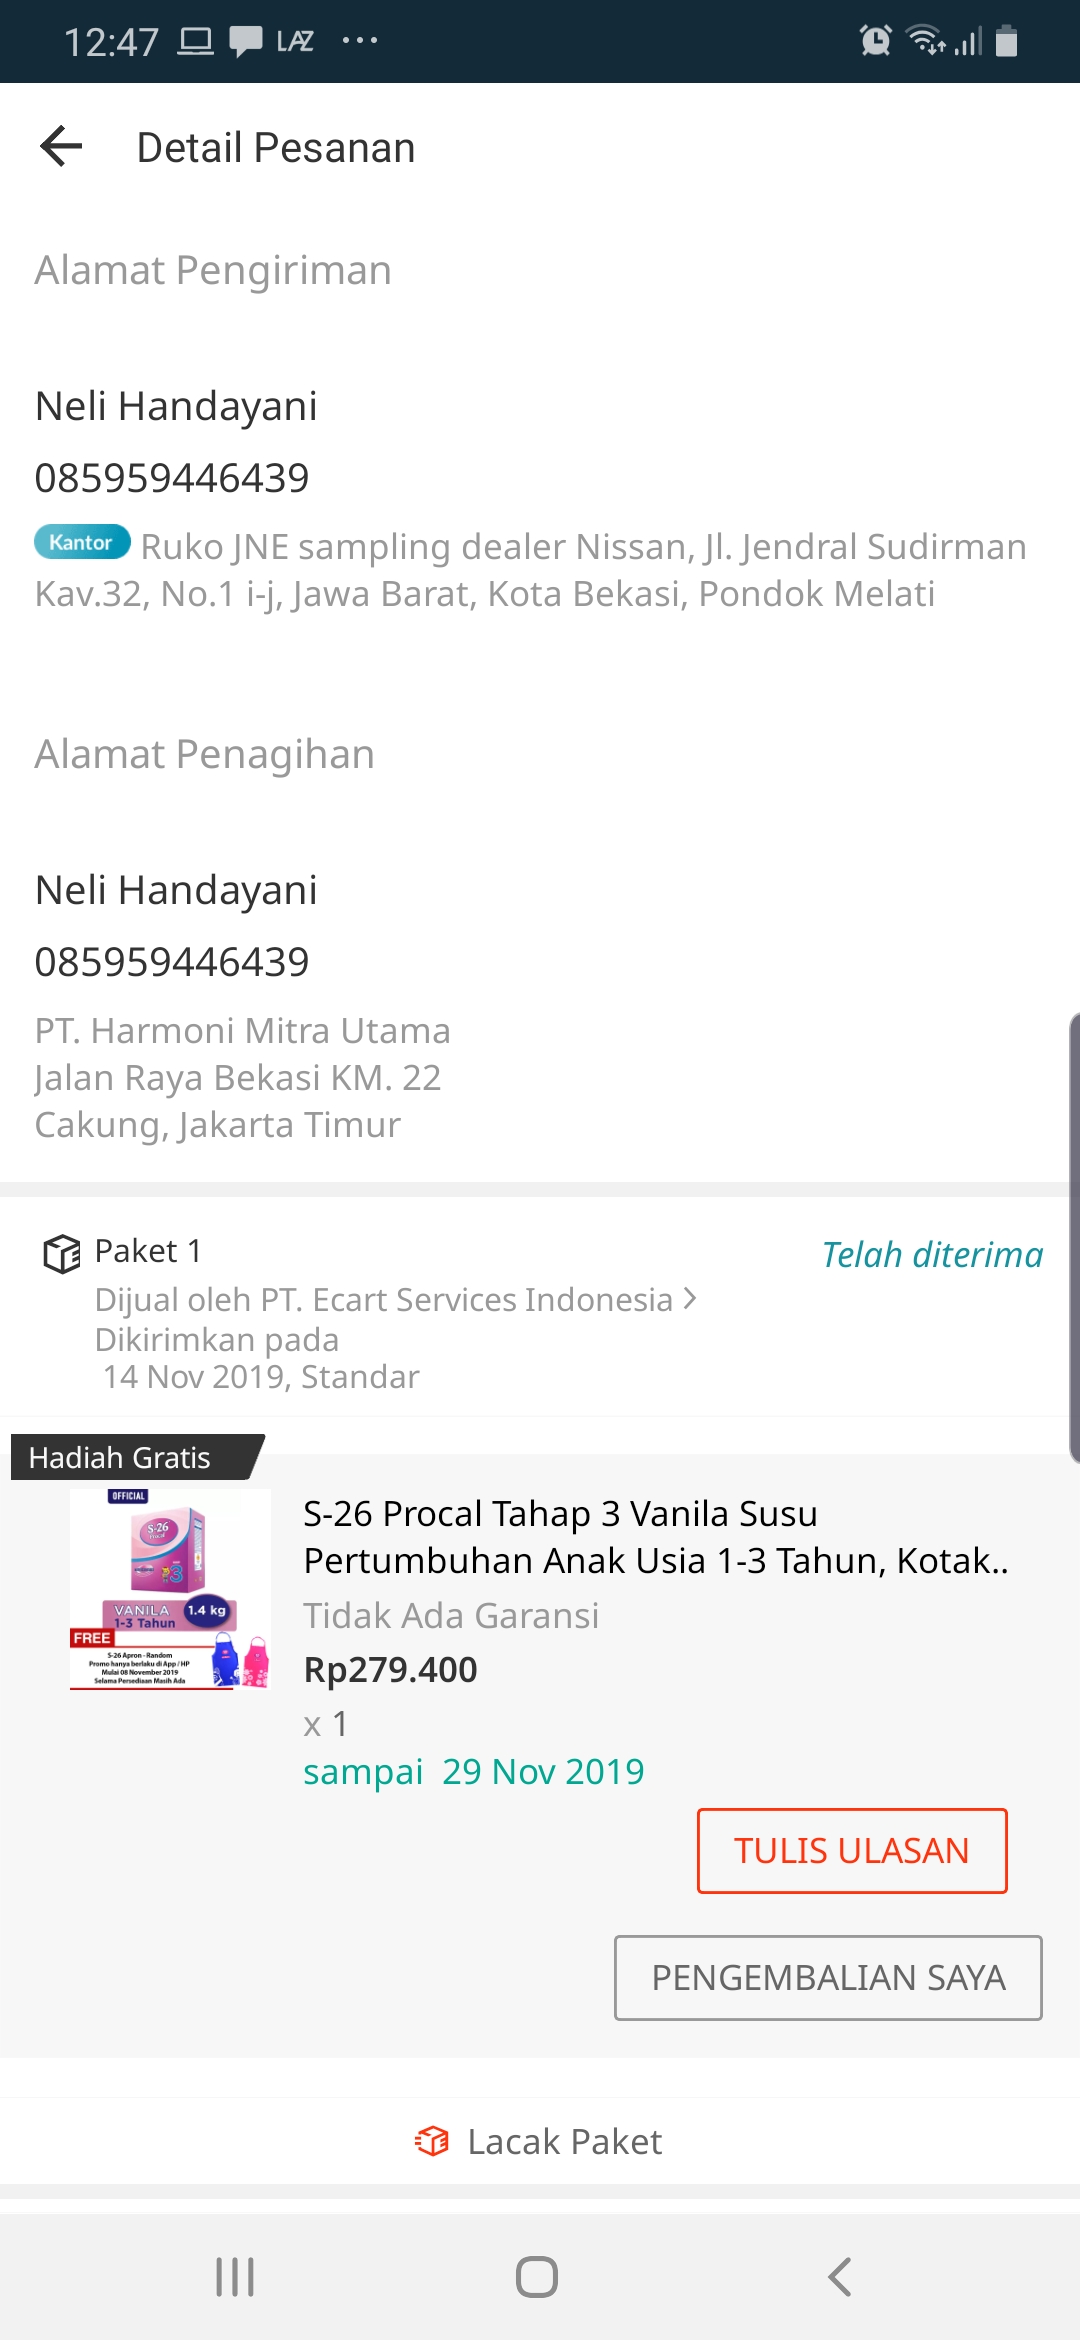 12:47 LAZ
Detail Pesanan
Alamat Pengiriman
Neli Handayani
085959446439
Kantor Ruko JNE sampling dealer Nissan, Jl. Jendral Sudirman
Kav.32, No.1 i-j, Jawa Barat, Kota Bekasi, Pondok Melati
Alamat Penagihan
Neli Handayani
085959446439
PT. Harmoni Mitra Utama
Jalan Raya Bekasi KM. 22
Cakung, Jakarta Timur
Paket 1
Telah diterima
Dijual oleh PT. Ecart Services Indonesia
Dikirimkan pada
14 Nov 2019, Standar
Hadiah Gratis
OFFICIAL
S-26
Procal
3
VANILA 1.4 kg
1-3 Tahun
FREE
S-26 Apron - Random
Promo hanya berlaku di App / HP
Mulai 08 November 2019
Selama Persediaan Masih Ada
S-26 Procal Tahap 3 Vanila Susu
Pertumbuhan Anak Usia 1-3 Tahun, Kotak..
Tidak Ada Garansi
Rp279.400
x 1
sampai 29 Nov 2019
TULIS ULASAN
PENGEMBALIAN SAYA
Lacak Paket